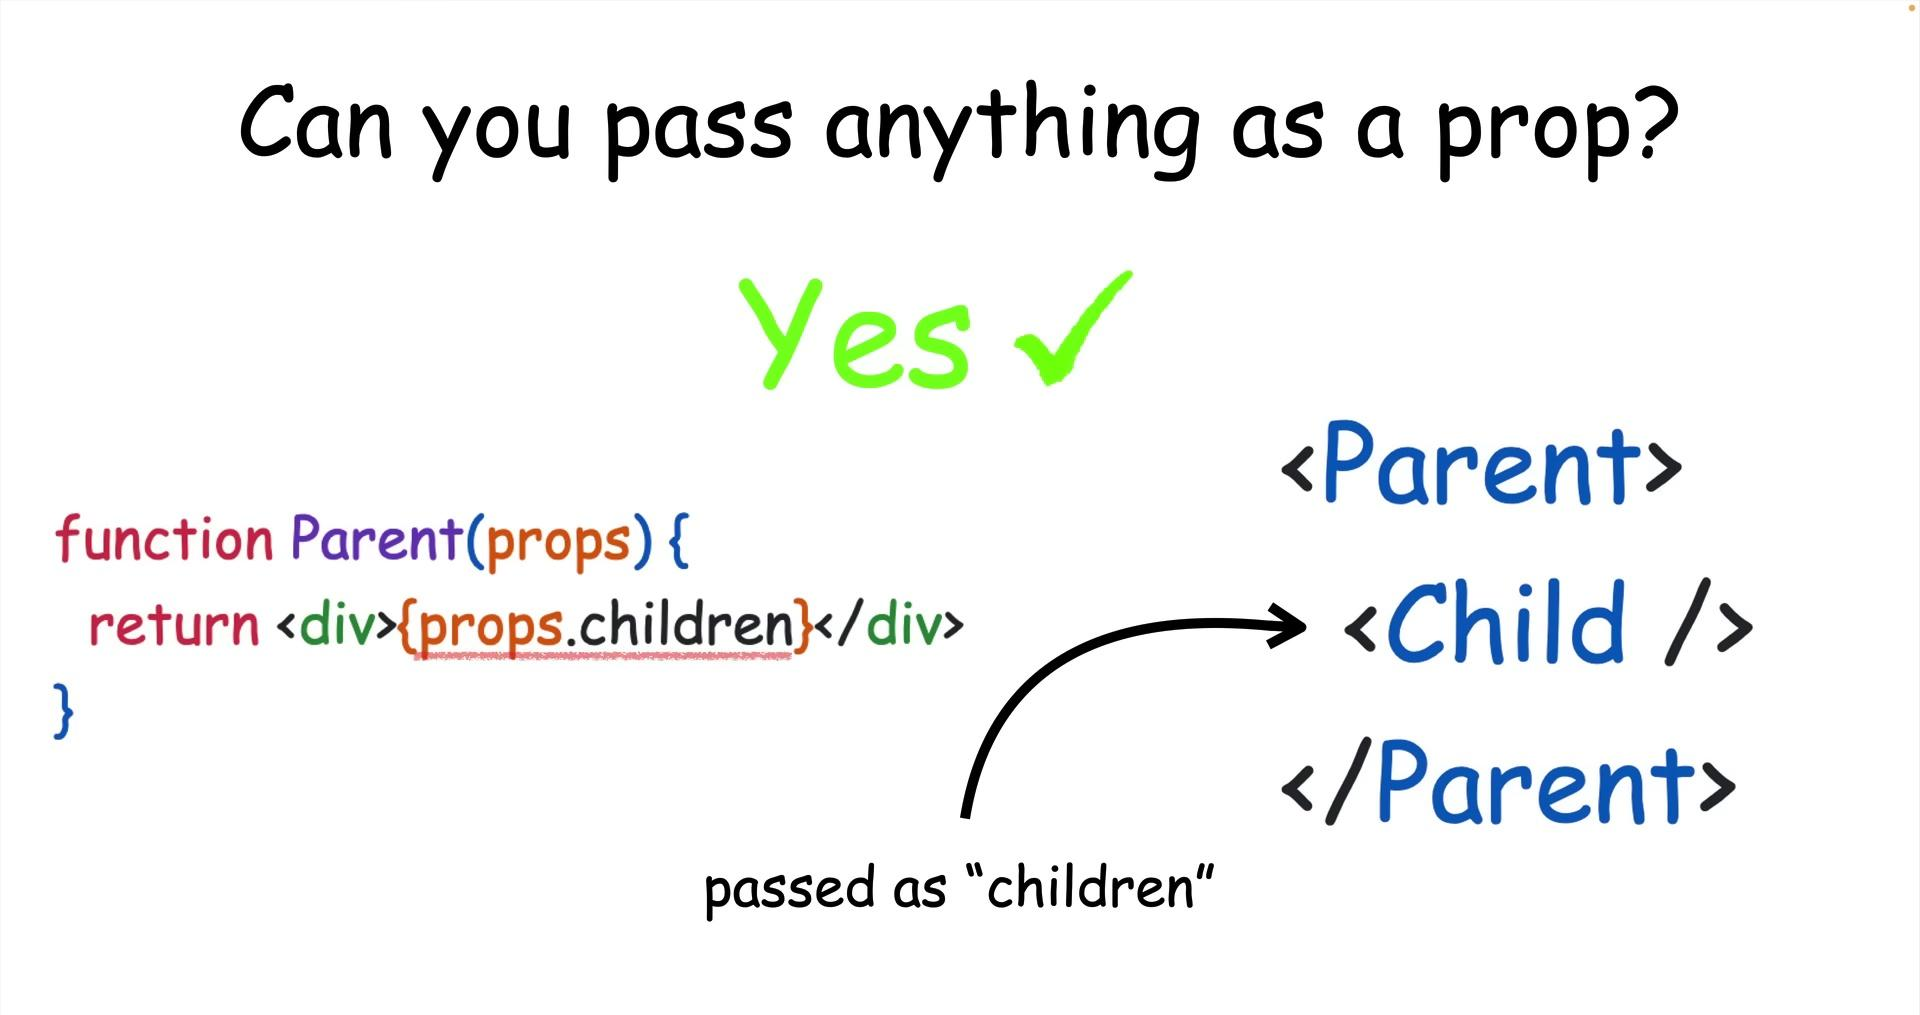 Can you pass anything as a prop?
Yes ✓
function Parent(props) {
return <div>{props.children}</div>
}
<Parent>
<Child />
</Parent>
passed as “children”